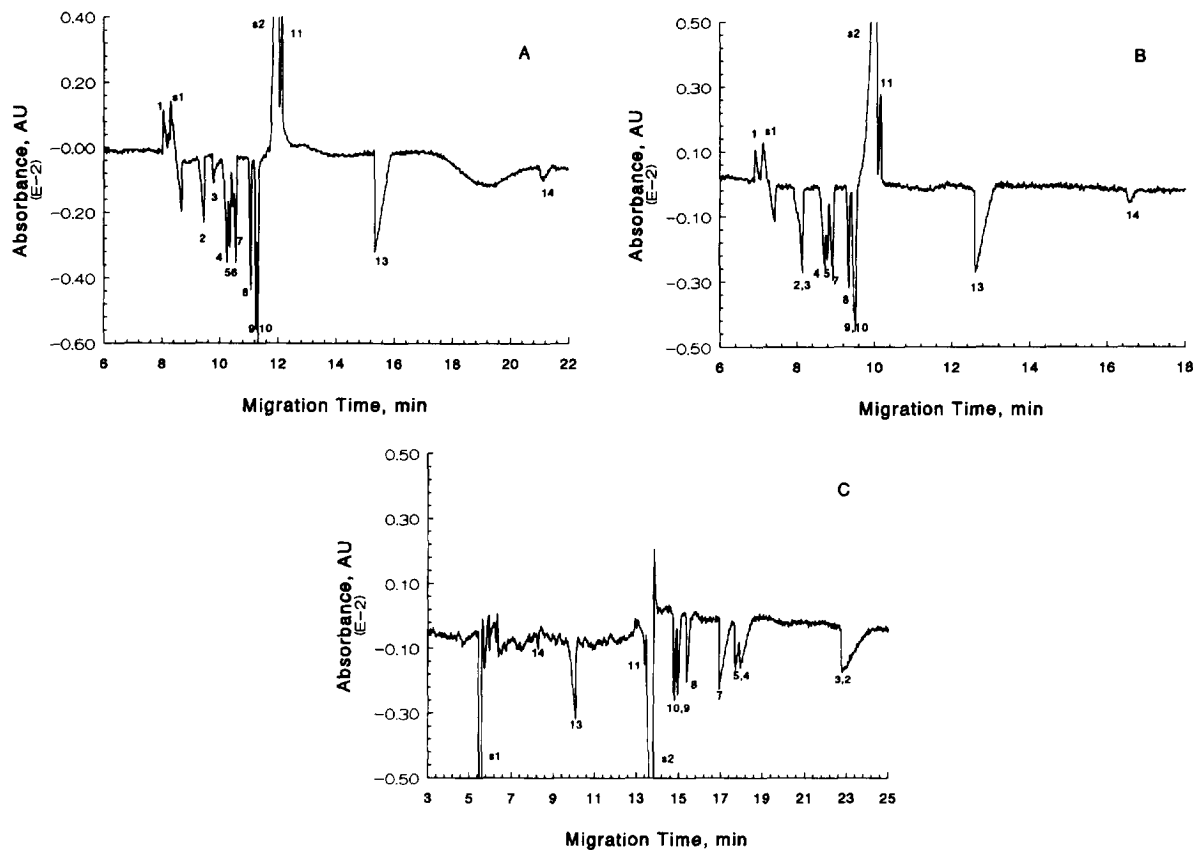 A
Absorbance, AU
(E-2)
0.40
0.20
-0.00
-0.20
-0.40
-0.60
1
s1
2
3
4
56
7
8
9,10
s2
11
13
14
6 8 10 12 14 16 18 20 22
Migration Time, min
B
Absorbance, AU
(E-2)
0.50
0.30
0.10
-0.10
-0.30
-0.50
1
s1
2,3
4
5
7
8
9,10
s2
11
13
14
6 8 10 12 14 16 18
Migration Time, min
C
Absorbance, AU
(E-2)
0.50
0.30
0.10
-0.10
-0.30
-0.50
s1
14
13
11
s2
10,9
8
7
5,4
3,2
3 5 7 9 11 13 15 17 19 21 23 25
Migration Time, min